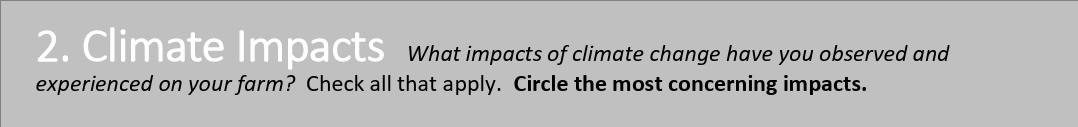 2. Climate Impacts What impacts of climate change have you observed and
experienced on your farm? Check all that apply. Circle the most concerning impacts.